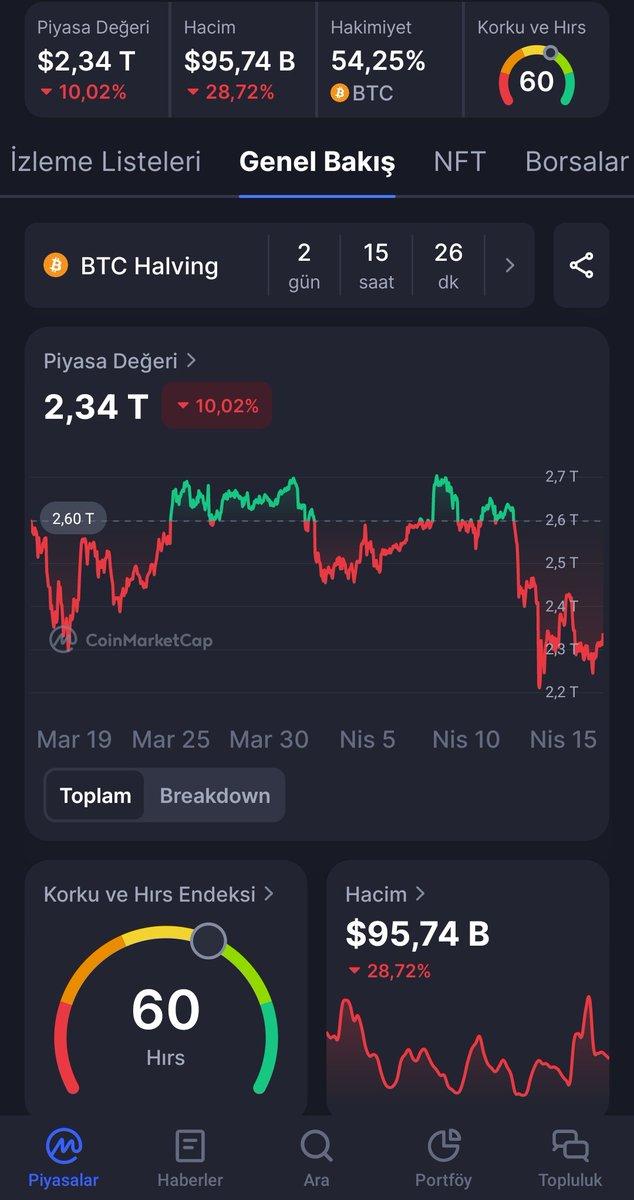 Piyasa Değeri
$2,34 T
10,02%
Hacim
$95,74 B
28,72%
Hakimiyet
54,25%
BTC
Korku ve Hırs
60
İzleme Listeleri Genel Bakış NFT Borsalar
BTC Halving
2 gün
15 saat
26 dk
Piyasa Değeri
2,34 T 10,02%
2,7 T
2,60 T
2,6 T
2,5 T
2,4 T
2,3 T
2,2 T
CoinMarketCap
Mar 19 Mar 25 Mar 30 Nis 5 Nis 10 Nis 15
Toplam Breakdown
Korku ve Hırs Endeksi
60
Hırs
Hacim
$95,74 B
28,72%
Piyasalar Haberler Ara Portföy Topluluk